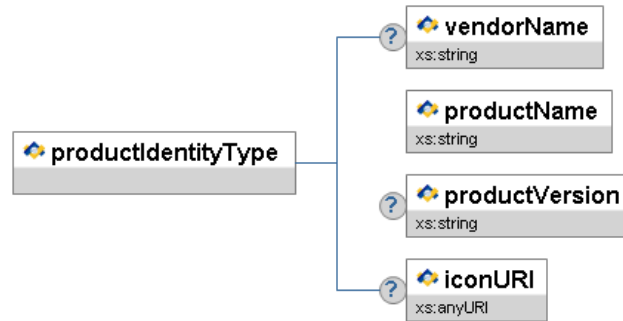 vendorName
xs:string
productName
xs:string
productIdentityType
productVersion
xs:string
iconURI
xs:anyURI
?
?
?